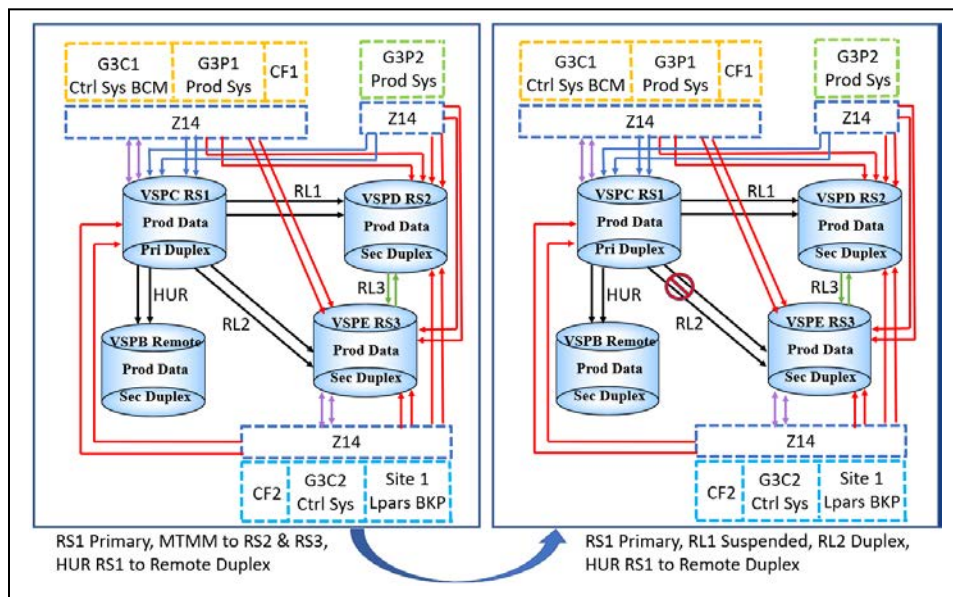 G3C1
Ctrl Sys BCM
G3P1
Prod Sys
CF1
G3P2
Prod Sys
Z14
Z14
VSPC RS1
Prod Data
Pri Duplex
RL1
VSPD RS2
Prod Data
Sec Duplex
HUR
RL2
RL3
VSPB Remote
Prod Data
Sec Duplex
VSPE RS3
Prod Data
Sec Duplex
Z14
CF2
G3C2
Ctrl Sys
Site 1
Lpars BKP
RS1 Primary, MTMM to RS2 & RS3,
HUR RS1 to Remote Duplex
G3C1
Ctrl Sys BCM
G3P1
Prod Sys
CF1
G3P2
Prod Sys
Z14
Z14
VSPC RS1
Prod Data
Pri Duplex
RL1
VSPD RS2
Prod Data
Sec Duplex
HUR
RL2
RL3
VSPB Remote
Prod Data
Sec Duplex
VSPE RS3
Prod Data
Sec Duplex
Z14
CF2
G3C2
Ctrl Sys
Site 1
Lpars BKP
RS1 Primary, RL1 Suspended, RL2 Duplex,
HUR RS1 to Remote Duplex